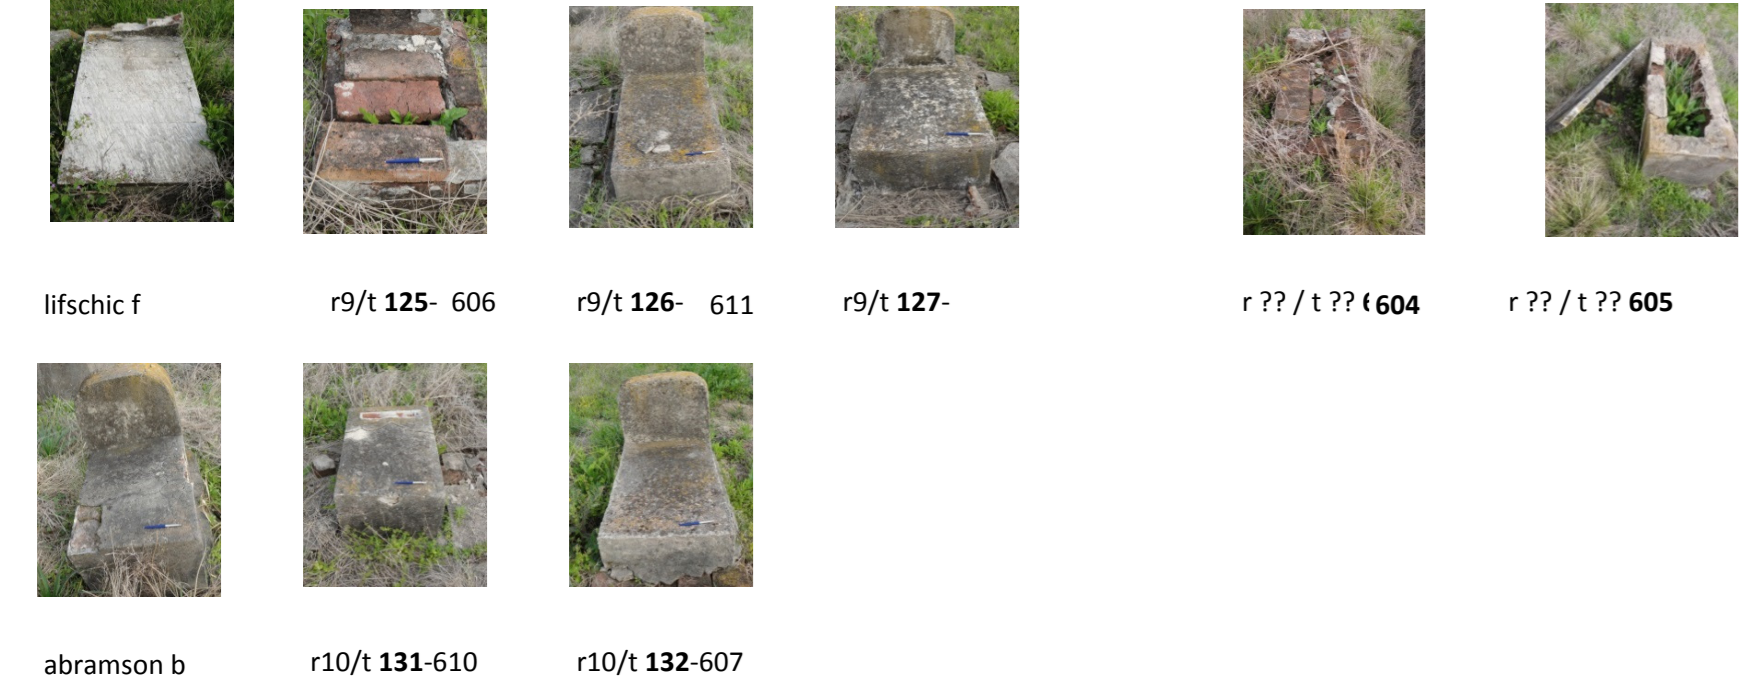 lifschic f
r9/t 125- 606
r9/t 126- 611
r9/t 127-
r ?? / t ?? 604
r ?? / t ?? 605
abramson b
r10/t 131-610
r10/t 132-607